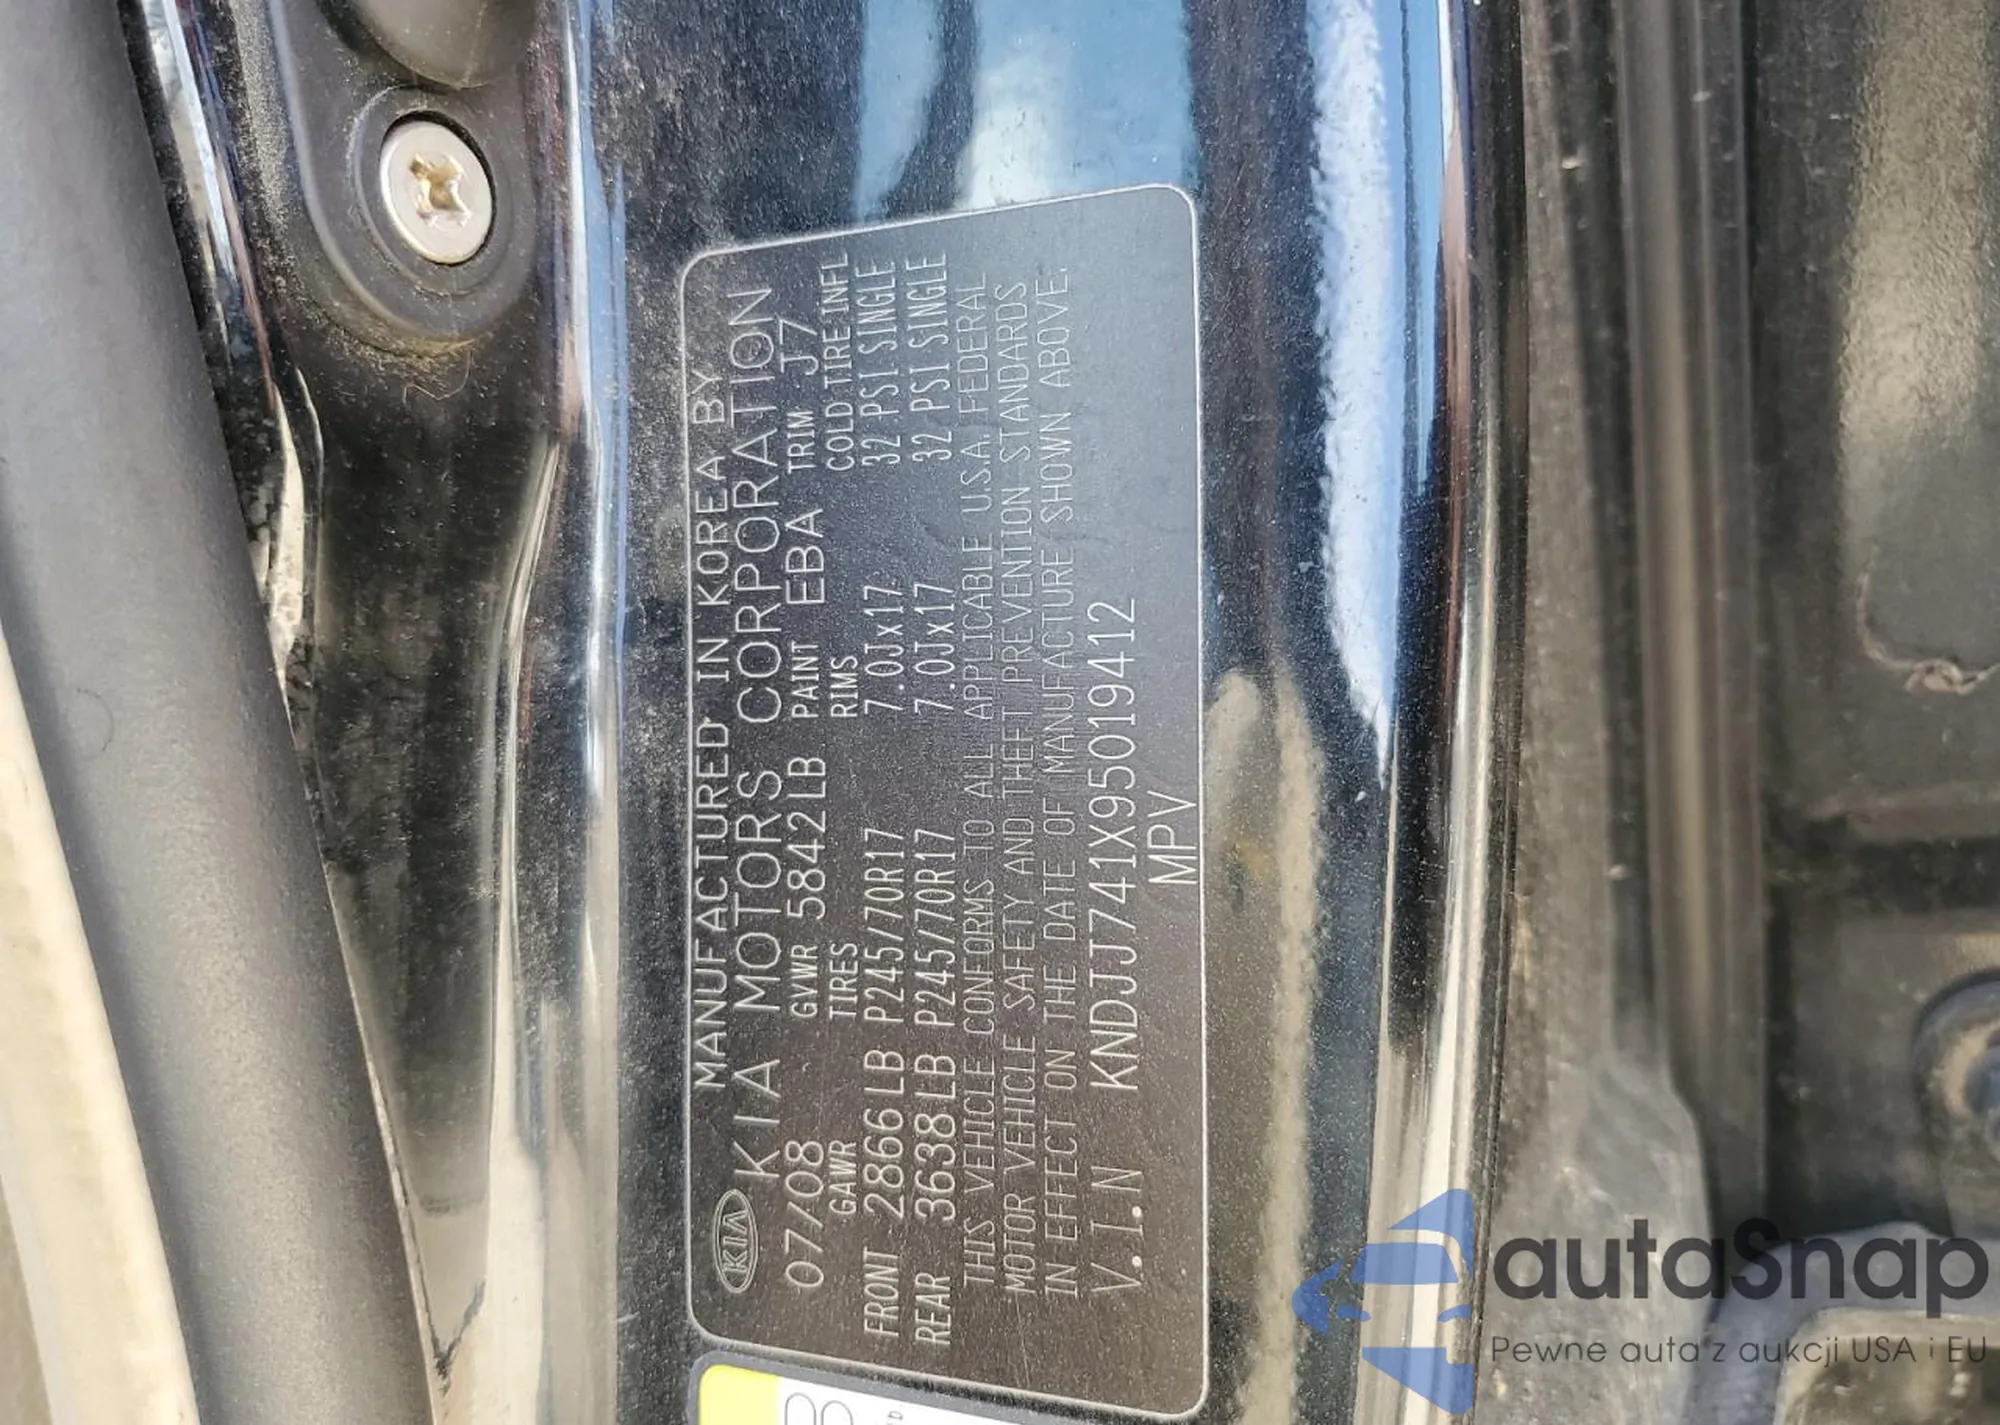 MANUFACTURED IN KOREA BY
KIA KIA MOTORS CORPORATION
07/08 GVWR 5842LB PAINT EBA TRIM J7
GAWR TIRES RIMS COLD TIRE INFL
FRONT 2866LB P245/70R17 7.0Jx17 32 PSI SINGLE
REAR 3638LB P245/70R17 7.0Jx17 32 PSI SINGLE
THIS VEHICLE CONFORMS TO ALL APPLICABLE U.S.A. FEDERAL
MOTOR VEHICLE SAFETY AND THEFT PREVENTION STANDARDS
IN EFFECT ON THE DATE OF MANUFACTURE SHOWN ABOVE.
V.I.N KNDJJ741X95019412
MPV
autaSnap
Pewne auta z aukcji USA i EU